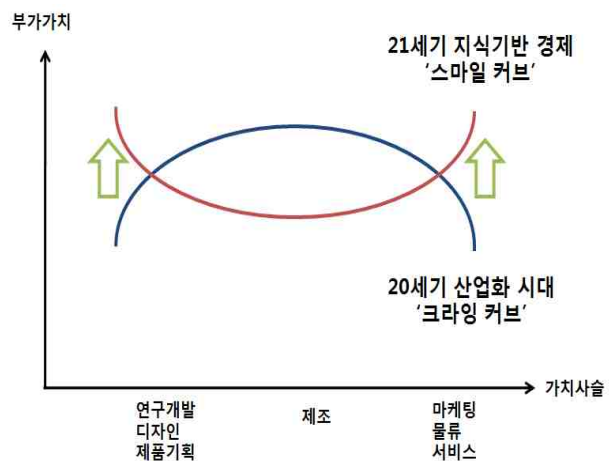 부가가치
21세기 지식기반 경제
‘스마일 커브’
20세기 산업화 시대
‘크라잉 커브’
가치사슬
연구개발
디자인
제품기획
제조
마케팅
물류
서비스